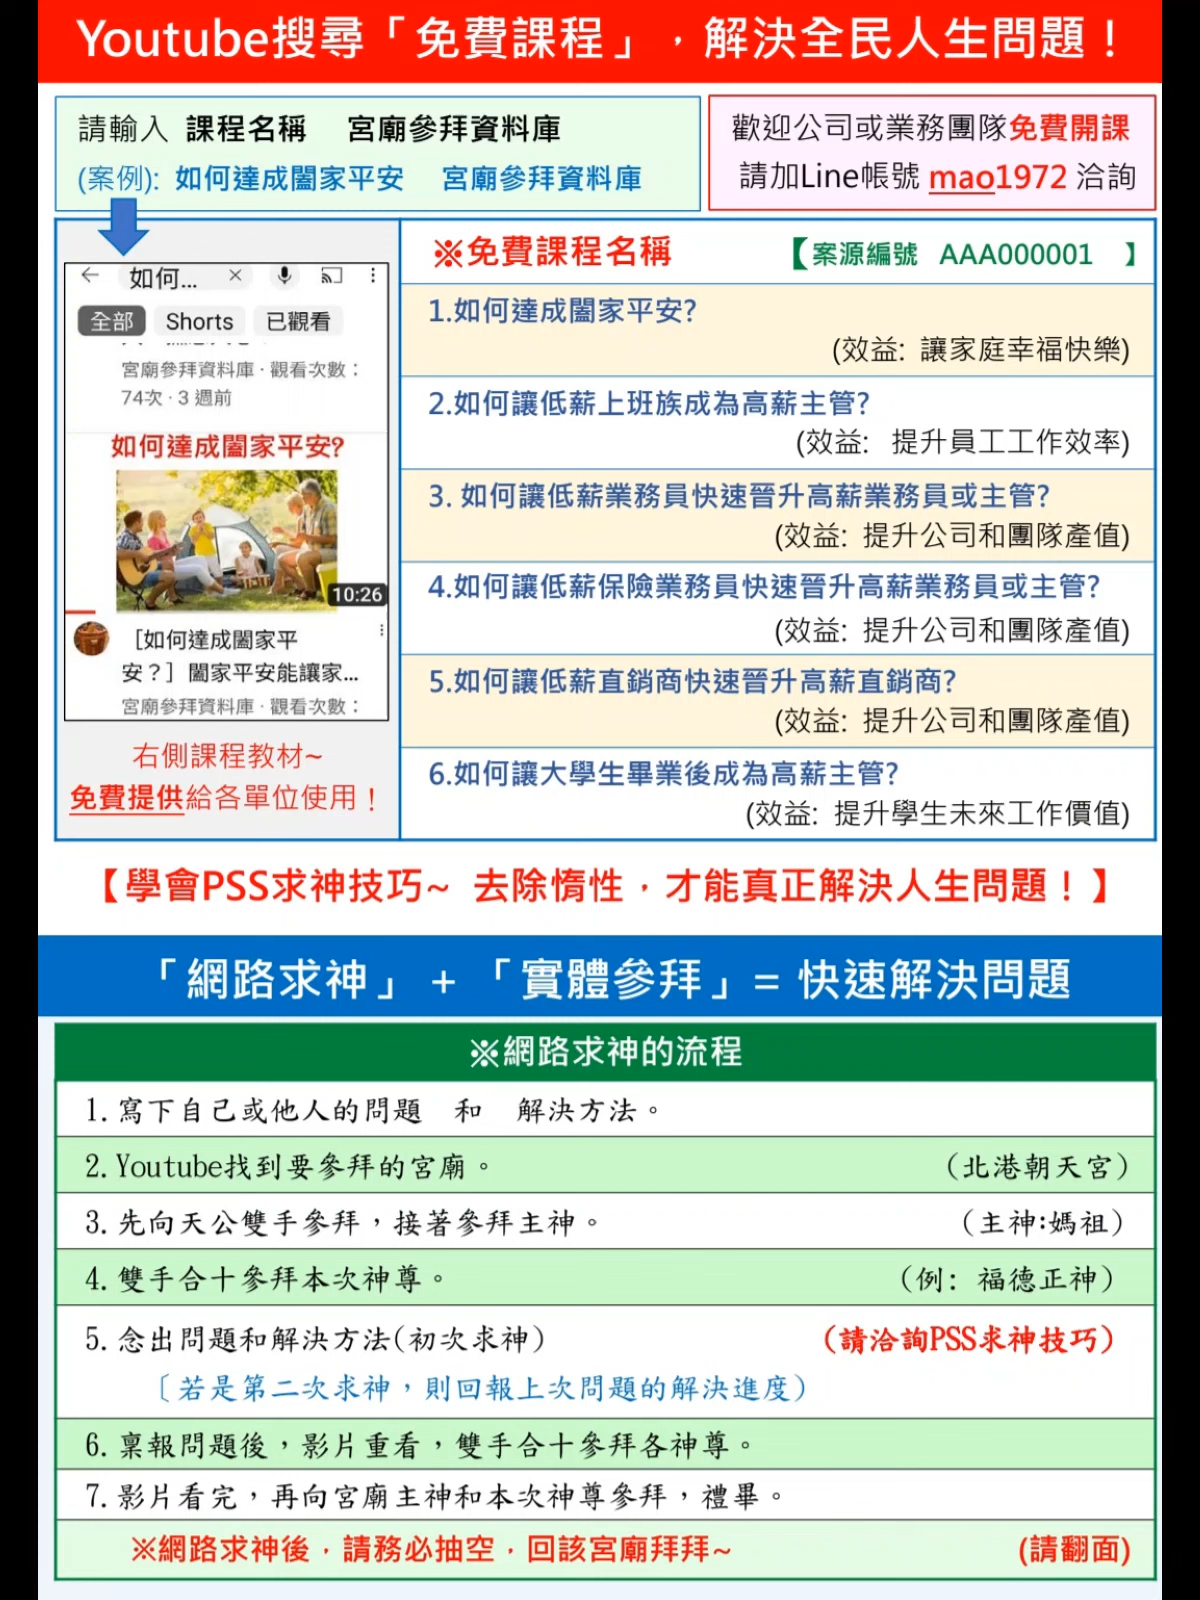 Youtube搜尋「免費課程」，解決全民人生問題！
請輸入 課程名稱 宮廟參拜資料庫
(案例): 如何達成闔家平安 宮廟參拜資料庫
歡迎公司或業務團隊免費開課
請加Line帳號 mao1972 洽詢
如何...
全部 Shorts 已觀看
宮廟參拜資料庫 · 觀看次數：
74次 · 3 週前
如何達成闔家平安?
10:26
［如何達成闔家平
安？］闔家平安能讓家...
宮廟參拜資料庫 · 觀看次數：
右側課程教材~
免費提供給各單位使用！
※免費課程名稱 【案源編號 AAA000001 】
1.如何達成闔家平安?
(效益: 讓家庭幸福快樂)
2.如何讓低薪上班族成為高薪主管?
(效益: 提升員工工作效率)
3. 如何讓低薪業務員快速晉升高薪業務員或主管?
(效益: 提升公司和團隊產值)
4.如何讓低薪保險業務員快速晉升高薪業務員或主管?
(效益: 提升公司和團隊產值)
5.如何讓低薪直銷商快速晉升高薪直銷商?
(效益: 提升公司和團隊產值)
6.如何讓大學生畢業後成為高薪主管?
(效益: 提升學生未來工作價值)
【學會PSS求神技巧~ 去除惰性，才能真正解決人生問題！】
「網路求神」 + 「實體參拜」= 快速解決問題
※網路求神的流程
1.寫下自己或他人的問題 和 解決方法。
2.Youtube找到要參拜的宮廟。 (北港朝天宮)
3.先向天公雙手參拜，接著參拜主神。 (主神:媽祖)
4.雙手合十參拜本次神尊。 (例: 福德正神)
5.念出問題和解決方法(初次求神) (請洽詢PSS求神技巧)
〔若是第二次求神，則回報上次問題的解決進度)
6.稟報問題後，影片重看，雙手合十參拜各神尊。
7.影片看完，再向宮廟主神和本次神尊參拜，禮畢。
※網路求神後，請務必抽空，回該宮廟拜拜~ (請翻面)